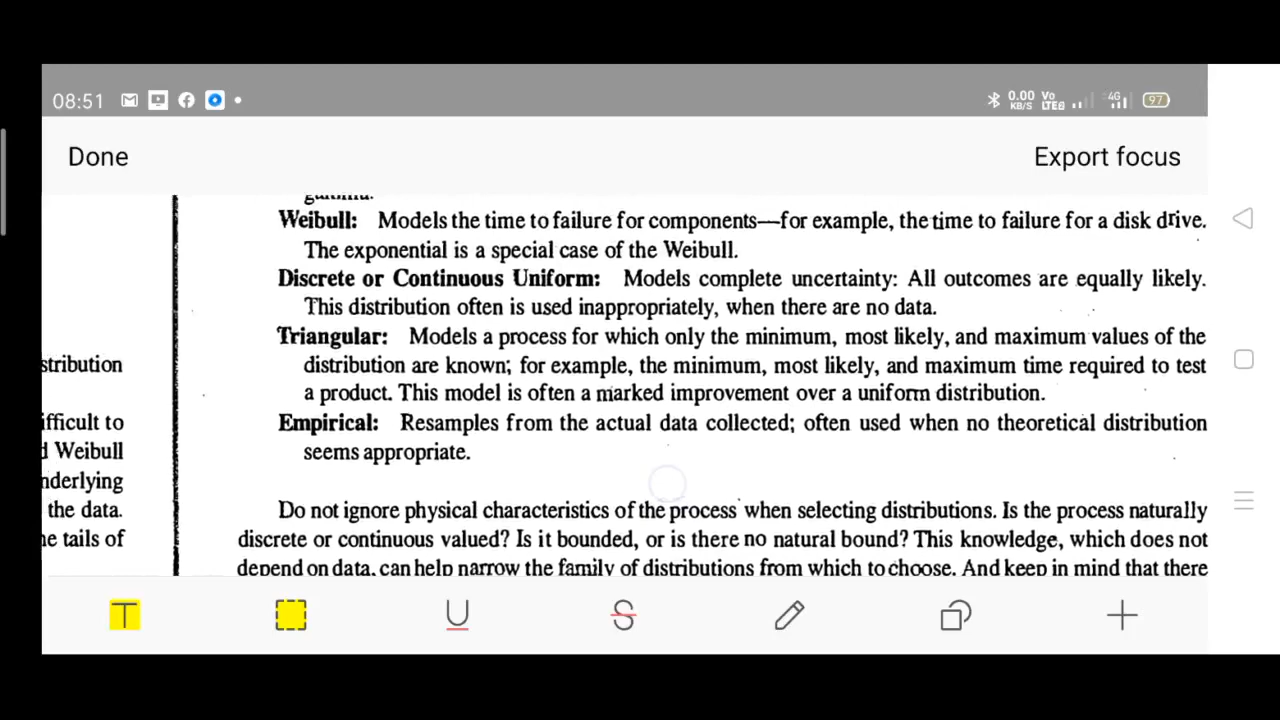 08:51
0.00 KB/S Vo LTE2 4G 97
Done
Export focus
gamma.
Weibull: Models the time to failure for components—for example, the time to failure for a disk drive.
The exponential is a special case of the Weibull.
Discrete or Continuous Uniform: Models complete uncertainty: All outcomes are equally likely.
This distribution often is used inappropriately, when there are no data.
Triangular: Models a process for which only the minimum, most likely, and maximum values of the
distribution are known; for example, the minimum, most likely, and maximum time required to test
a product. This model is often a marked improvement over a uniform distribution.
Empirical: Resamples from the actual data collected; often used when no theoretical distribution
seems appropriate.
Do not ignore physical characteristics of the process when selecting distributions. Is the process naturally
discrete or continuous valued? Is it bounded, or is there no natural bound? This knowledge, which does not
depend on data, can help narrow the family of distributions from which to choose. And keep in mind that there
stribution
ifficult to
d Weibull
nderlying
the data.
he tails of
T
U
S